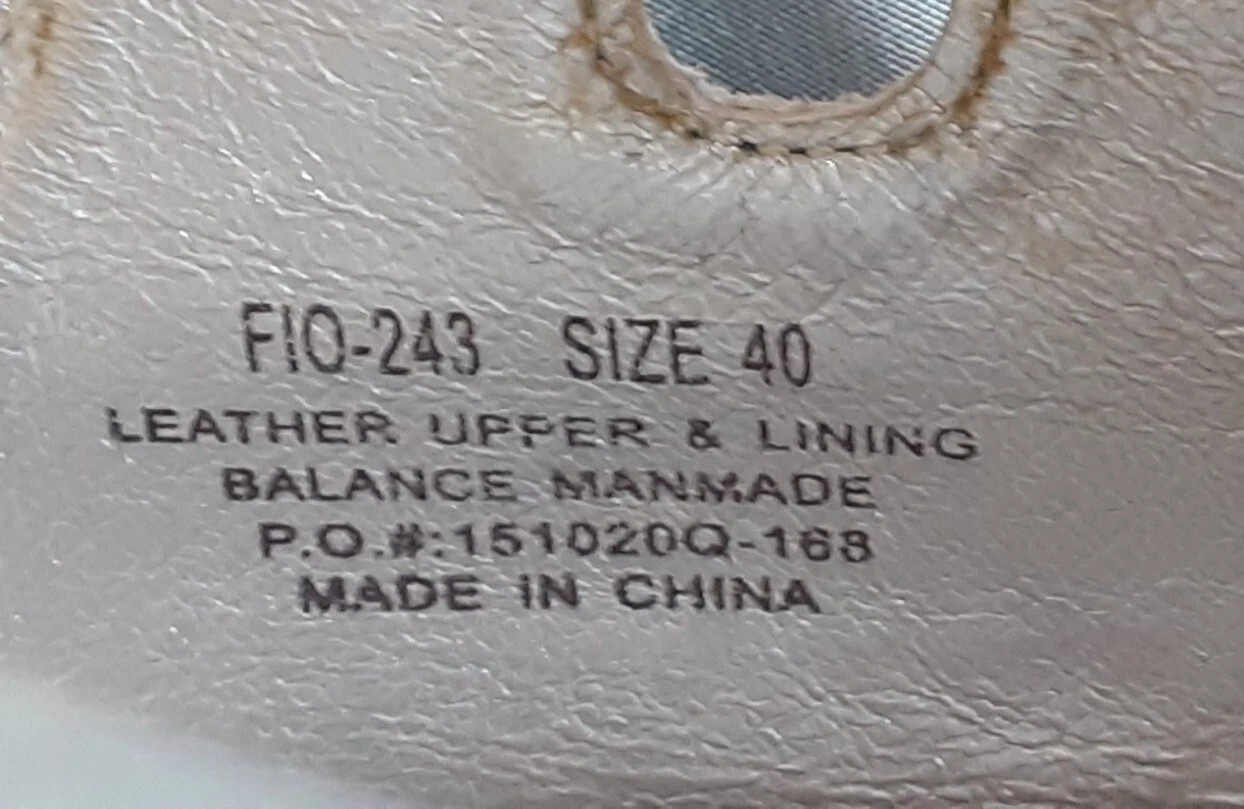 FIO-243 SIZE 40
LEATHER UPPER & LINING
BALANCE MANMADE
P.O.#:151020Q-168
MADE IN CHINA